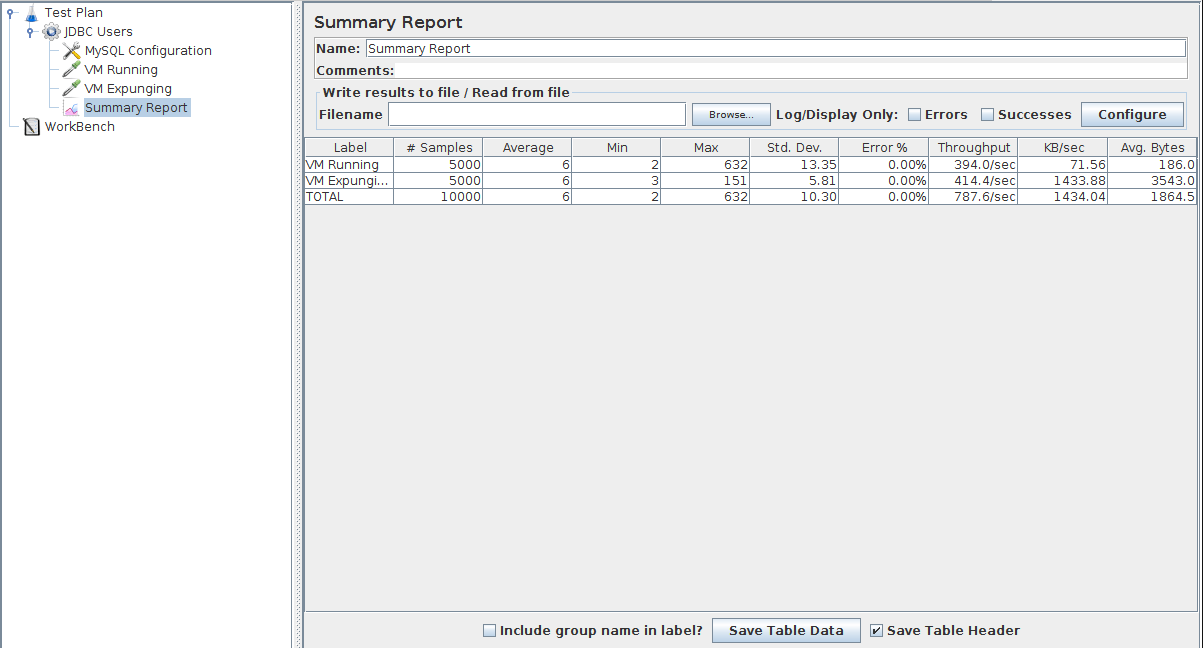 Test Plan
JDBC Users
MySQL Configuration
VM Running
VM Expunging
Summary Report
WorkBench
Summary Report
Name: Summary Report
Comments:
Write results to file / Read from file
Filename Browse... Log/Display Only: Errors Successes Configure
Label # Samples Average Min Max Std. Dev. Error % Throughput KB/sec Avg. Bytes
VM Running 5000 6 2 632 13.35 0.00% 394.0/sec 71.56 186.0
VM Expungi... 5000 6 3 151 5.81 0.00% 414.4/sec 1433.88 3543.0
TOTAL 10000 6 2 632 10.30 0.00% 787.6/sec 1434.04 1864.5
Include group name in label? Save Table Data Save Table Header